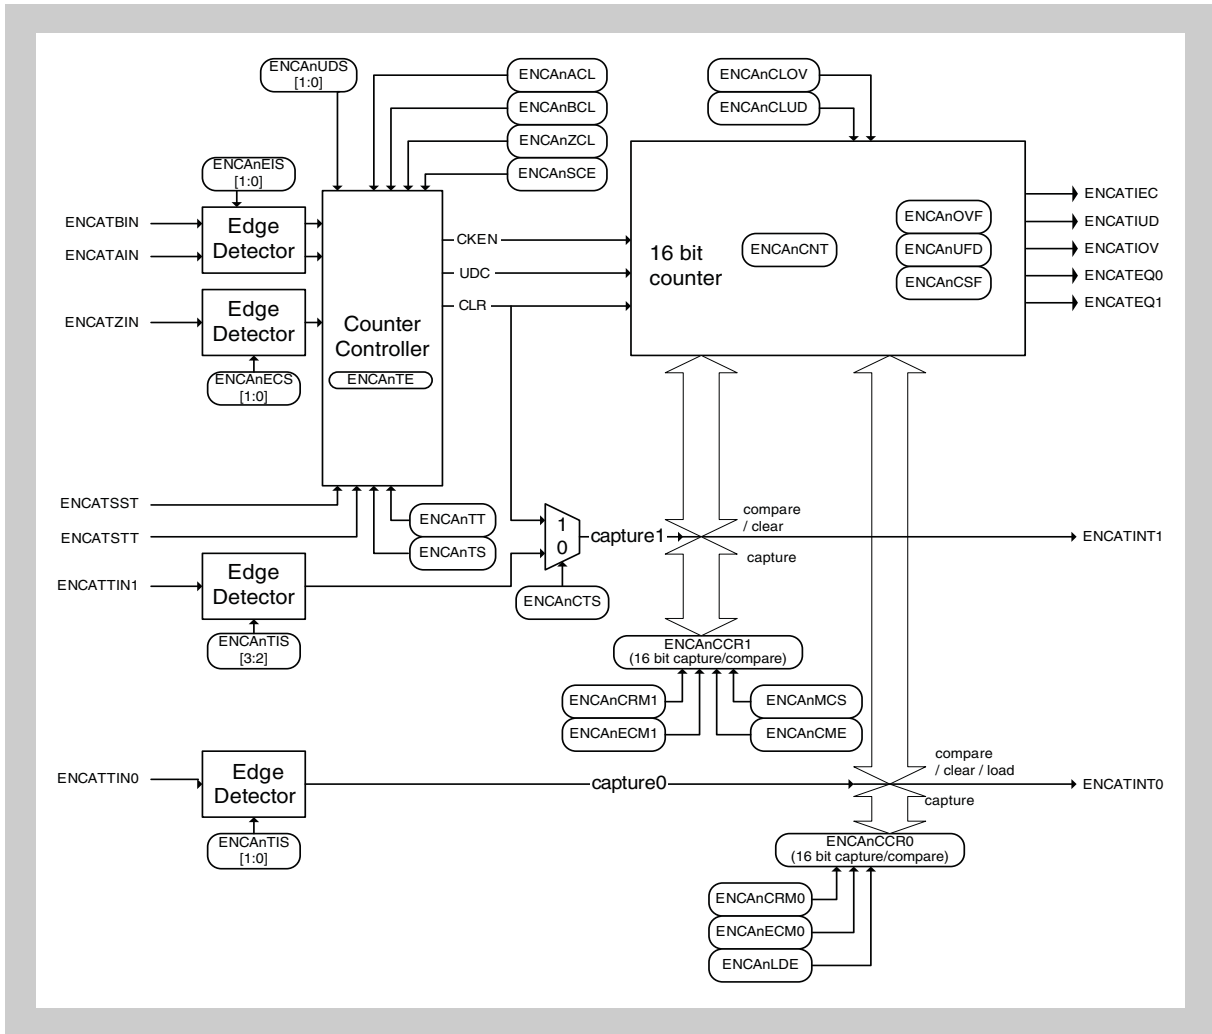 ENCAnUDS
[1:0]
ENCAnACL
ENCAnBCL
ENCAnZCL
ENCAnSCE
ENCAnCLOV
ENCAnCLUD
ENCAnEIS
[1:0]
ENCATBIN
ENCATAIN
Edge
Detector
ENCATZIN
Edge
Detector
ENCAnECS
[1:0]
Counter
Controller
ENCAnTE
CKEN
UDC
CLR
16 bit
counter
ENCAnCNT
ENCAnOVF
ENCAnUFD
ENCAnCSF
ENCATIEC
ENCATIUD
ENCATIOV
ENCATEQ0
ENCATEQ1
ENCATSST
ENCATSTT
ENCAnTT
ENCAnTS
1
0
capture1
compare
/ clear
capture
ENCATINT1
ENCATTIN1
Edge
Detector
ENCAnTIS
[3:2]
ENCAnCTS
ENCAnCCR1
(16 bit capture/compare)
ENCAnCRM1
ENCAnECM1
ENCAnMCS
ENCAnCME
ENCATTIN0
Edge
Detector
ENCAnTIS
[1:0]
capture0
compare
/ clear / load
capture
ENCATINT0
ENCAnCCR0
(16 bit capture/compare)
ENCAnCRM0
ENCAnECM0
ENCAnLDE